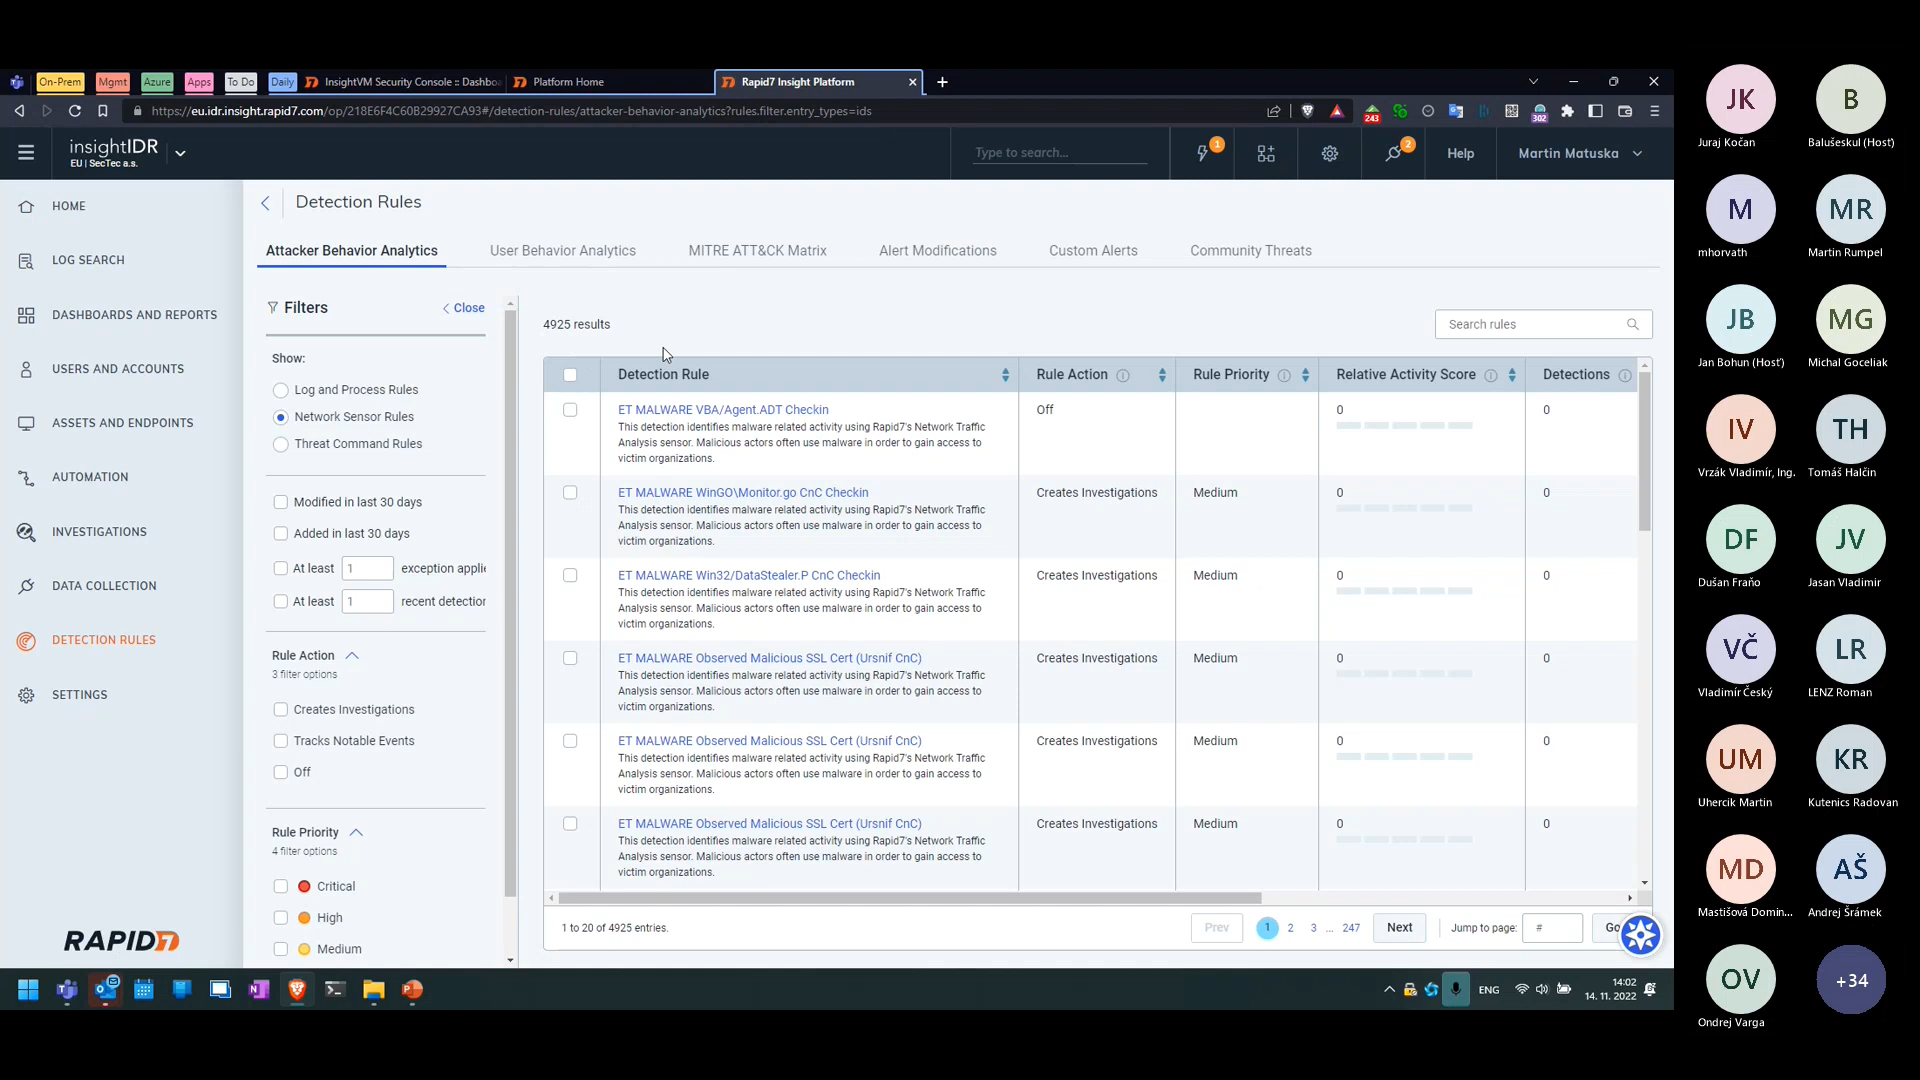 On-Prem
Mgmt
Azure
Apps
To Do
Daily
InsightVM Security Console :: Dashboa
Platform Home
Rapid7 Insight Platform
https://eu.idr.insight.rapid7.com/op/218E6F4C60B29927CA93#/detection-rules/attacker-behavior-analytics?rules.filter.entry_types=ids
243
302
insightIDR
EU | SecTec a.s.
Type to search...
1
2
Help
Martin Matuska
HOME
LOG SEARCH
DASHBOARDS AND REPORTS
USERS AND ACCOUNTS
ASSETS AND ENDPOINTS
AUTOMATION
INVESTIGATIONS
DATA COLLECTION
DETECTION RULES
SETTINGS
RAPID7
Detection Rules
Attacker Behavior Analytics
User Behavior Analytics
MITRE ATT&CK Matrix
Alert Modifications
Custom Alerts
Community Threats
Filters
Close
Show:
Log and Process Rules
Network Sensor Rules
Threat Command Rules
Modified in last 30 days
Added in last 30 days
At least 1 exception applie
At least 1 recent detection
Rule Action
3 filter options
Creates Investigations
Tracks Notable Events
Off
Rule Priority
4 filter options
Critical
High
Medium
4925 results
Search rules
Detection Rule
Rule Action
Rule Priority
Relative Activity Score
Detections
ET MALWARE VBA/Agent.ADT Checkin
This detection identifies malware related activity using Rapid7's Network Traffic
Analysis sensor. Malicious actors often use malware in order to gain access to
victim organizations.
Off
0
0
ET MALWARE WinGO\Monitor.go CnC Checkin
This detection identifies malware related activity using Rapid7's Network Traffic
Analysis sensor. Malicious actors often use malware in order to gain access to
victim organizations.
Creates Investigations
Medium
0
0
ET MALWARE Win32/DataStealer.P CnC Checkin
This detection identifies malware related activity using Rapid7's Network Traffic
Analysis sensor. Malicious actors often use malware in order to gain access to
victim organizations.
Creates Investigations
Medium
0
0
ET MALWARE Observed Malicious SSL Cert (Ursnif CnC)
This detection identifies malware related activity using Rapid7's Network Traffic
Analysis sensor. Malicious actors often use malware in order to gain access to
victim organizations.
Creates Investigations
Medium
0
0
ET MALWARE Observed Malicious SSL Cert (Ursnif CnC)
This detection identifies malware related activity using Rapid7's Network Traffic
Analysis sensor. Malicious actors often use malware in order to gain access to
victim organizations.
Creates Investigations
Medium
0
0
ET MALWARE Observed Malicious SSL Cert (Ursnif CnC)
This detection identifies malware related activity using Rapid7's Network Traffic
Analysis sensor. Malicious actors often use malware in order to gain access to
victim organizations.
Creates Investigations
Medium
0
0
1 to 20 of 4925 entries.
Prev
1
2
3
...
247
Next
Jump to page:
#
Go
ENG
14:02
14. 11. 2022
JK
Juraj Kočan
B
Balušeskul (Hosť)
M
mhorvath
MR
Martin Rumpel
JB
Jan Bohun (Hosť)
MG
Michal Goceliak
IV
Vrzák Vladimír, Ing.
TH
Tomáš Halčin
DF
Dušan Fraňo
JV
Jasan Vladimir
VČ
Vladimír Český
LR
LENZ Roman
UM
Uhercik Martin
KR
Kutenics Radovan
MD
Mastišová Domin...
AŠ
Andrej Šrámek
OV
Ondrej Varga
+34